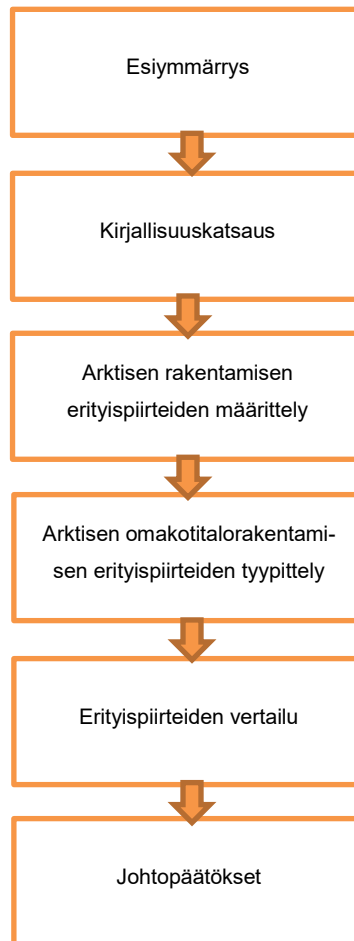 Esiymmärrys
Kirjallisuuskatsaus
Arktisen rakentamisen
erityispiirteiden määrittely
Arktisen omakotitalorakentami-
sen erityispiirteiden tyypittely
Erityispiirteiden vertailu
Johtopäätökset